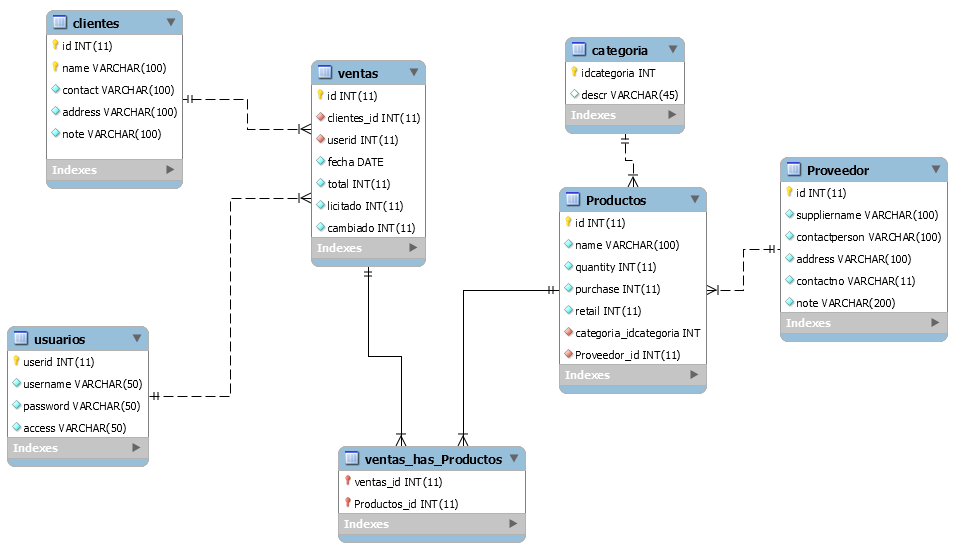 clientes
id INT(11)
name VARCHAR(100)
contact VARCHAR(100)
address VARCHAR(100)
note VARCHAR(100)
Indexes
ventas
id INT(11)
clientes_id INT(11)
userid INT(11)
fecha DATE
total INT(11)
licitado INT(11)
cambiado INT(11)
Indexes
categoria
idcategoria INT
descr VARCHAR(45)
Indexes
Proveedor
id INT(11)
suppliername VARCHAR(100)
contactperson VARCHAR(100)
address VARCHAR(100)
contactno VARCHAR(11)
note VARCHAR(200)
Indexes
Productos
id INT(11)
name VARCHAR(100)
quantity INT(11)
purchase INT(11)
retail INT(11)
categoria_idcategoria INT
Proveedor_id INT(11)
Indexes
usuarios
userid INT(11)
username VARCHAR(50)
password VARCHAR(50)
access VARCHAR(50)
Indexes
ventas_has_Productos
ventas_id INT(11)
Productos_id INT(11)
Indexes